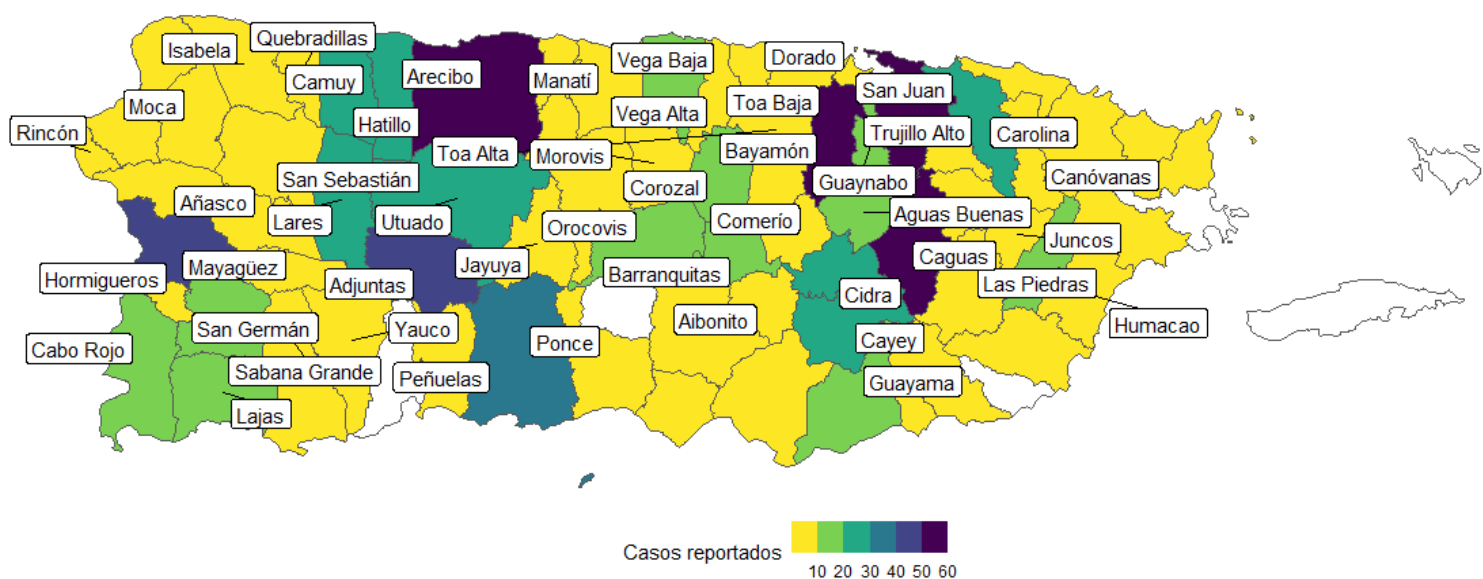 Quebradillas
Isabela
Dorado
Vega Baja
Camuy
Arecibo
Manatí
San Juan
Moca
Toa Baja
Vega Alta
Hatillo
Rincón
Trujillo Alto
Carolina
Toa Alta
Morovis
Bayamón
San Sebastián
Corozal
Guaynabo
Canóvanas
Añasco
Lares
Utuado
Orocovis
Comerío
Aguas Buenas
Juncos
Hormigueros
Mayagüez
Jayuya
Barranquitas
Caguas
Adjuntas
Cidra
Las Piedras
San Germán
Yauco
Aibonito
Humacao
Cabo Rojo
Ponce
Cayey
Sabana Grande
Peñuelas
Guayama
Lajas
Casos reportados
10 20 30 40 50 60